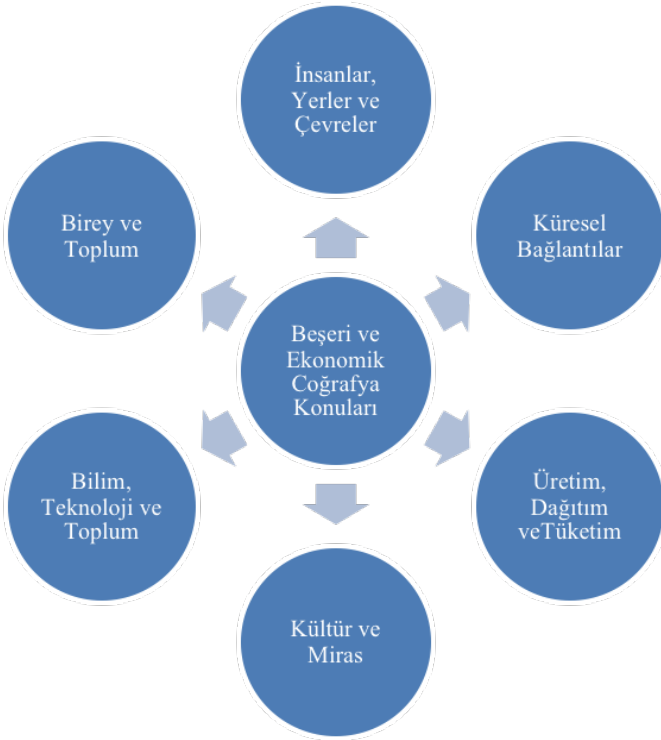 İnsanlar,
Yerler ve
Çevreler
Birey ve
Toplum
Küresel
Bağlantılar
Beşeri ve
Ekonomik
Coğrafya
Konuları
Bilim,
Teknoloji ve
Toplum
Üretim,
Dağıtım
veTüketim
Kültür ve
Miras